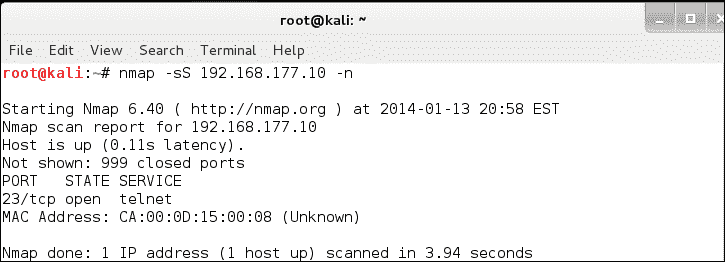 root@kali: ~
File Edit View Search Terminal Help
root@kali:~# nmap -sS 192.168.177.10 -n
Starting Nmap 6.40 ( http://nmap.org ) at 2014-01-13 20:58 EST
Nmap scan report for 192.168.177.10
Host is up (0.11s latency).
Not shown: 999 closed ports
PORT   STATE SERVICE
23/tcp open  telnet
MAC Address: CA:00:0D:15:00:08 (Unknown)
Nmap done: 1 IP address (1 host up) scanned in 3.94 seconds